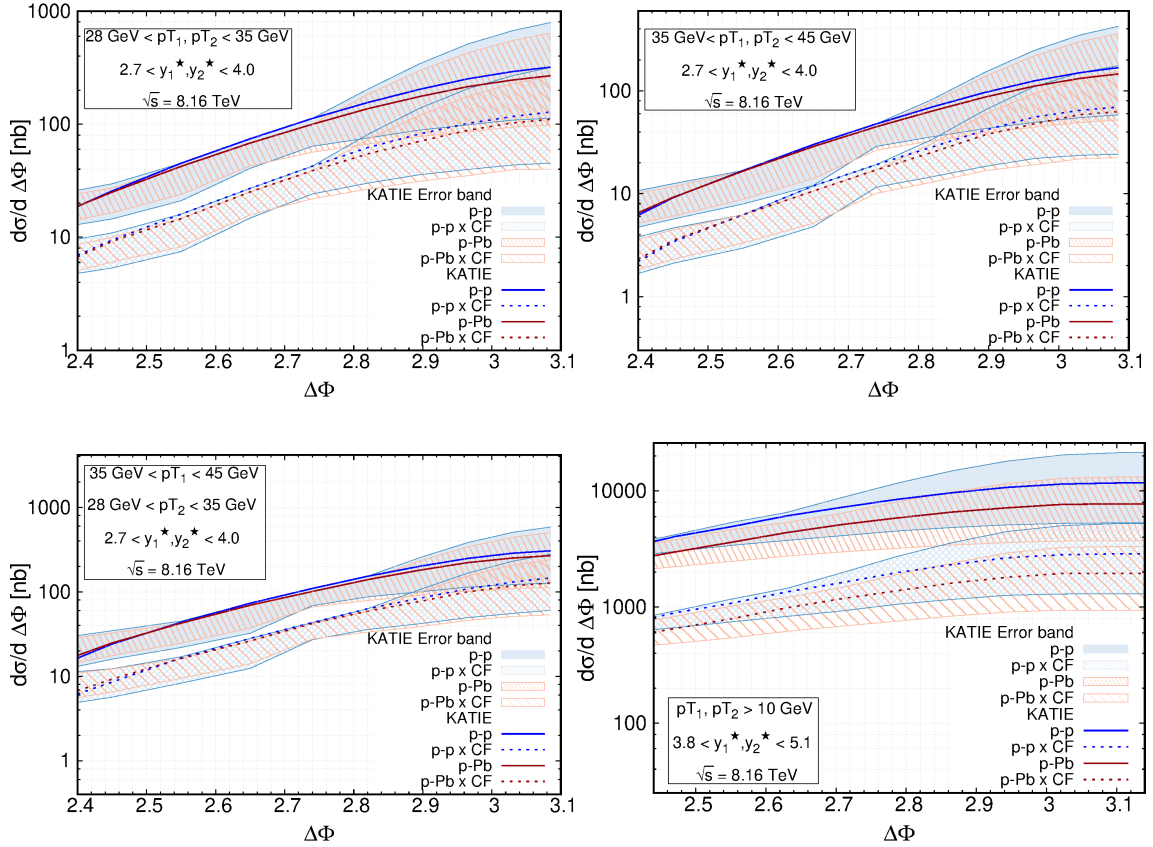 1000
100
10
1
dσ/d ΔΦ [nb]
28 GeV < pT₁, pT₂ < 35 GeV
2.7 < y₁★,y₂★ < 4.0
√s = 8.16 TeV
KATIE Error band
p-p
p-p x CF
p-Pb
p-Pb x CF
KATIE
p-p
p-p x CF
p-Pb
p-Pb x CF
2.4 2.5 2.6 2.7 2.8 2.9 3 3.1
ΔΦ
100
10
1
dσ/d ΔΦ [nb]
35 GeV< pT₁, pT₂ < 45 GeV
2.7 < y₁★,y₂★ < 4.0
√s = 8.16 TeV
KATIE Error band
p-p
p-p x CF
p-Pb
p-Pb x CF
KATIE
p-p
p-p x CF
p-Pb
p-Pb x CF
2.4 2.5 2.6 2.7 2.8 2.9 3 3.1
ΔΦ
1000
100
10
1
dσ/d ΔΦ [nb]
35 GeV < pT₁ < 45 GeV
28 GeV < pT₂ < 35 GeV
2.7 < y₁★,y₂★ < 4.0
√s = 8.16 TeV
KATIE Error band
p-p
p-p x CF
p-Pb
p-Pb x CF
KATIE
p-p
p-p x CF
p-Pb
p-Pb x CF
2.4 2.5 2.6 2.7 2.8 2.9 3 3.1
ΔΦ
10000
1000
100
dσ/d ΔΦ [nb]
KATIE Error band
p-p
p-p x CF
p-Pb
p-Pb x CF
KATIE
p-p
p-p x CF
p-Pb
p-Pb x CF
pT₁, pT₂ > 10 GeV
3.8 < y₁★,y₂★ < 5.1
√s = 8.16 TeV
2.5 2.6 2.7 2.8 2.9 3 3.1
ΔΦ